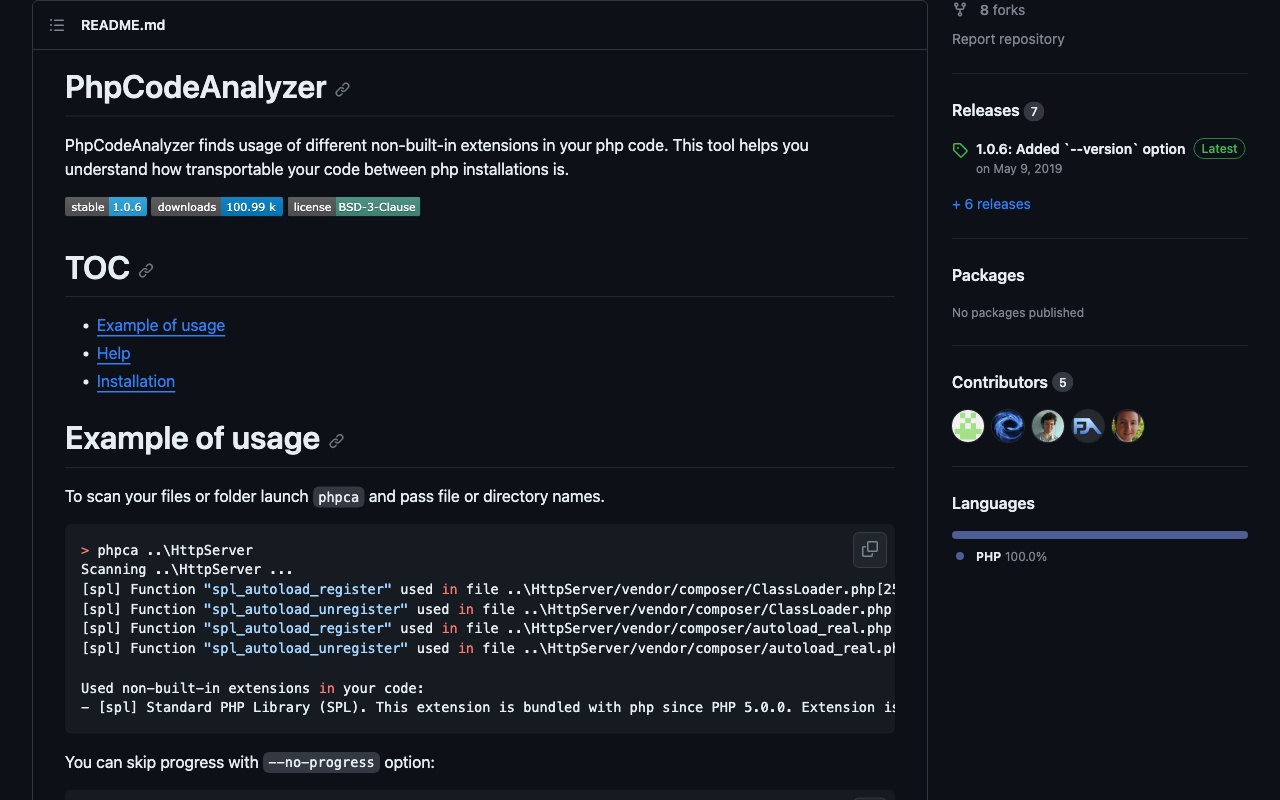 README.md
PhpCodeAnalyzer
PhpCodeAnalyzer finds usage of different non-built-in extensions in your php code. This tool helps you
understand how transportable your code between php installations is.
stable 1.0.6 downloads 100.99 k license BSD-3-Clause
TOC
• Example of usage
• Help
• Installation
Example of usage
To scan your files or folder launch phpca and pass file or directory names.
> phpca ..\HttpServer
Scanning ..\HttpServer ...
[spl] Function "spl_autoload_register" used in file ..\HttpServer/vendor/composer/ClassLoader.php[25
[spl] Function "spl_autoload_unregister" used in file ..\HttpServer/vendor/composer/ClassLoader.php
[spl] Function "spl_autoload_register" used in file ..\HttpServer/vendor/composer/autoload_real.php
[spl] Function "spl_autoload_unregister" used in file ..\HttpServer/vendor/composer/autoload_real.ph
Used non-built-in extensions in your code:
- [spl] Standard PHP Library (SPL). This extension is bundled with php since PHP 5.0.0. Extension is
You can skip progress with --no-progress option:
8 forks
Report repository
Releases 7
1.0.6: Added `--version` option Latest
on May 9, 2019
+ 6 releases
Packages
No packages published
Contributors 5
FA
Languages
PHP 100.0%